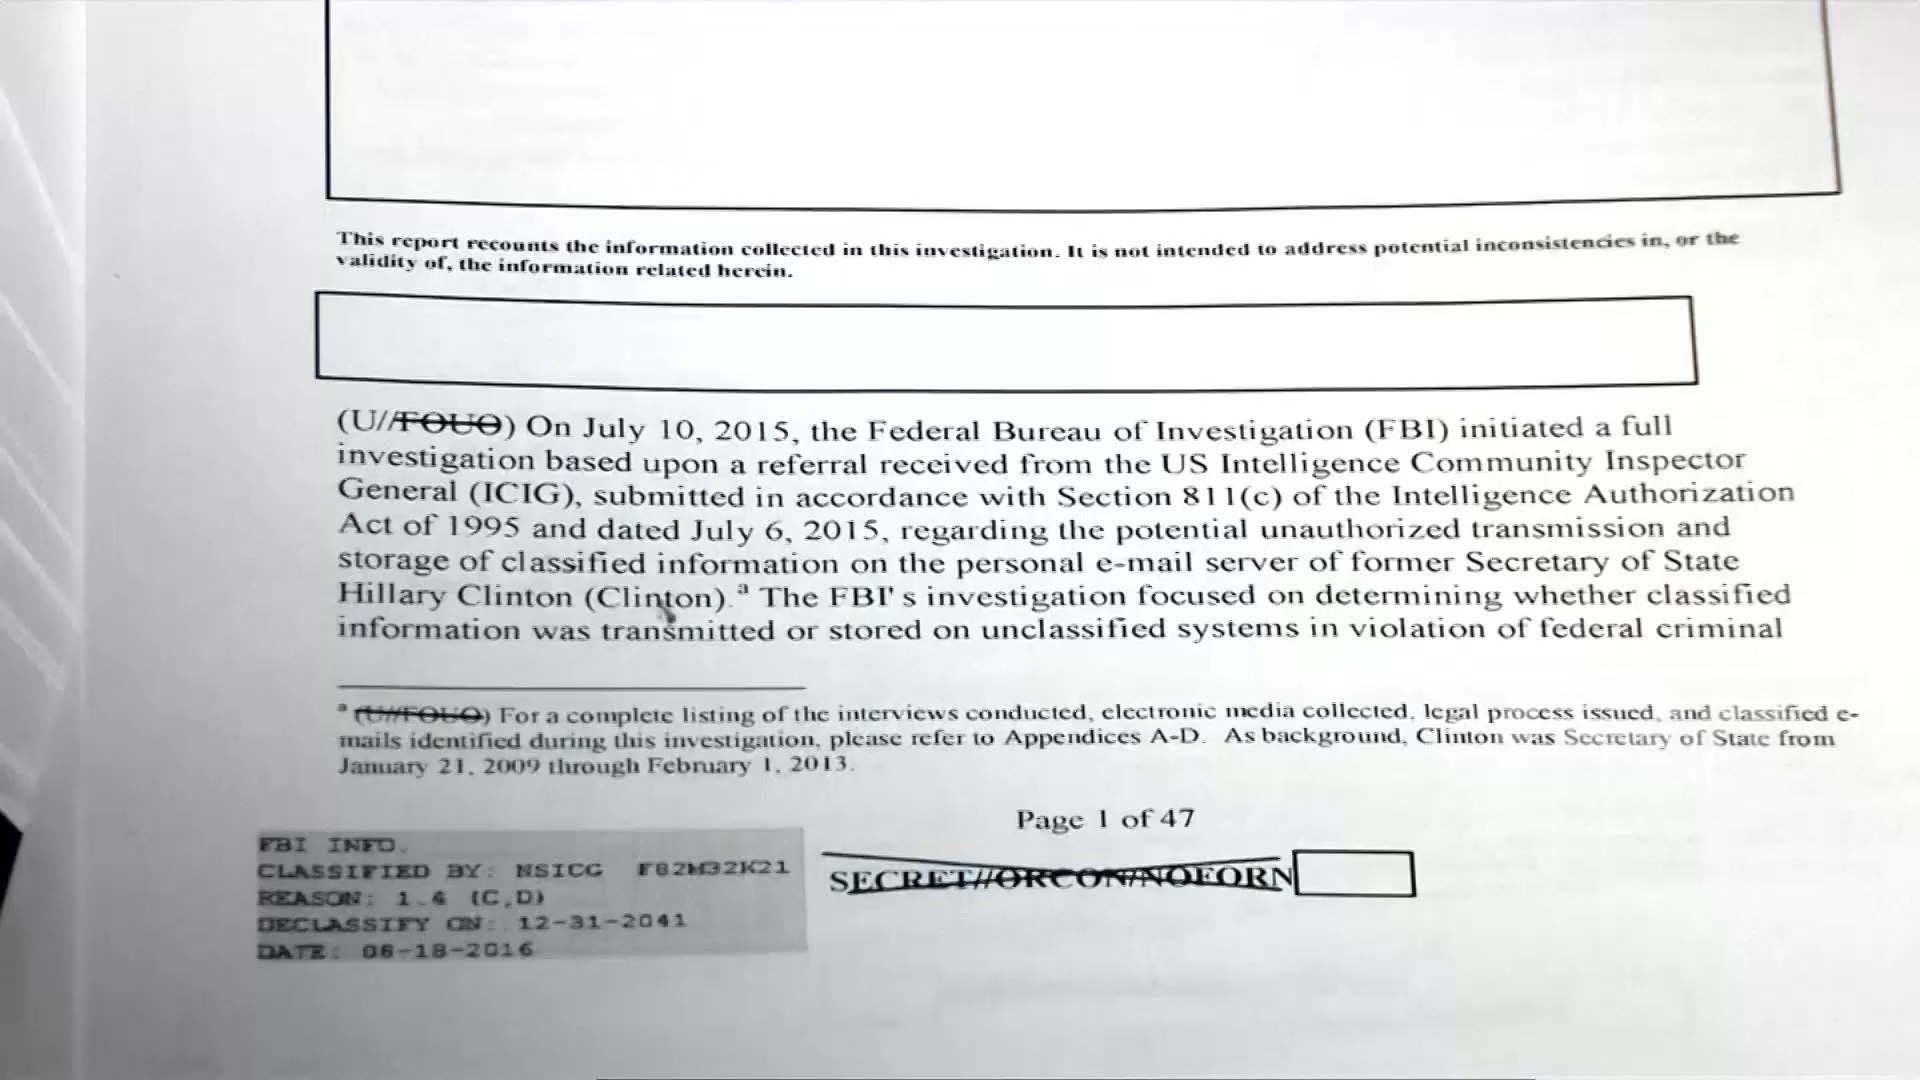 This report recounts the information collected in this investigation. It is not intended to address potential inconsistencies in, or the
validity of, the information related herein.
(U//FOUO) On July 10, 2015, the Federal Bureau of Investigation (FBI) initiated a full
investigation based upon a referral received from the US Intelligence Community Inspector
General (ICIG), submitted in accordance with Section 811(c) of the Intelligence Authorization
Act of 1995 and dated July 6, 2015, regarding the potential unauthorized transmission and
storage of classified information on the personal e-mail server of former Secretary of State
Hillary Clinton (Clinton).a The FBI's investigation focused on determining whether classified
information was transmitted or stored on unclassified systems in violation of federal criminal
a (U//FOUO) For a complete listing of the interviews conducted, electronic media collected, legal process issued, and classified e-
mails identified during this investigation, please refer to Appendices A-D. As background, Clinton was Secretary of State from
January 21, 2009 through February 1, 2013.
Page 1 of 47
SECRET//ORCON/NOFORN
FBI INFO.
CLASSIFIED BY: NSICG F82M32K21
REASON: 1.4 (C,D)
DECLASSIFY ON: 12-31-2041
DATE: 08-18-2016